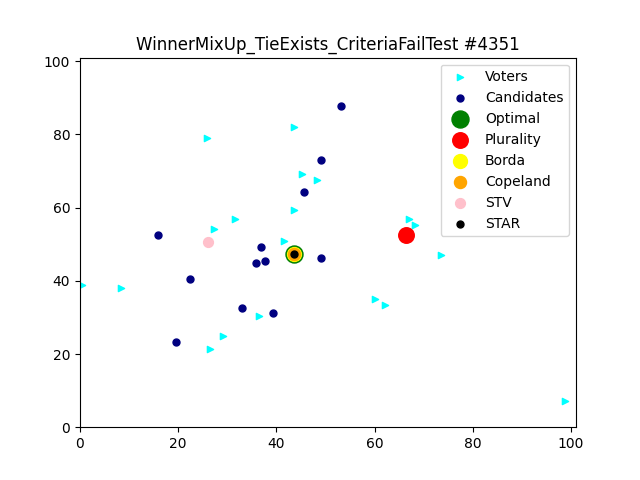 WinnerMixUp_TieExists_CriteriaFailTest #4351
100
80
60
40
20
0
0
20
40
60
80
100
Voters
Candidates
Optimal
Plurality
Borda
Copeland
STV
STAR